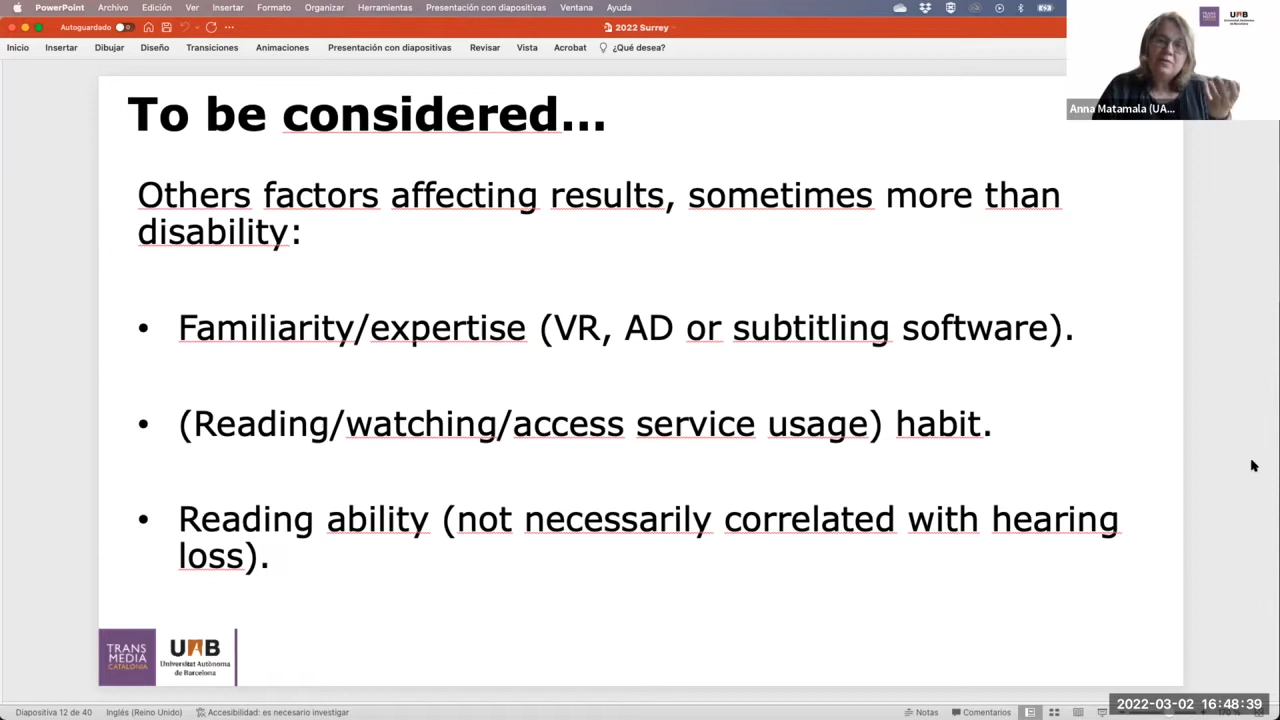 PowerPoint Archivo Editar Ver Insertar Formato Organizar Herramientas Presentación con diapositivas Ventana Ayuda
Autoguardado 2022 Surrey
Inicio Insertar Dibujar Diseño Transiciones Animaciones Presentación con diapositivas Revisar Vista Acrobat ¿Qué desea?
TRANS MEDIA UAB
Anna Matamala (UA...
To be considered...
Others factors affecting results, sometimes more than
disability:
• Familiarity/expertise (VR, AD or subtitling software).
• (Reading/watching/access service usage) habit.
• Reading ability (not necessarily correlated with hearing
loss).
TRANS
MEDIA
CATALONIA
UAB
Universitat Autònoma
de Barcelona
Diapositiva 12 de 40 Inglés (Reino Unido) Accesibilidad: es necesario investigar Notas Comentarios
2022-03-02 16:48:39